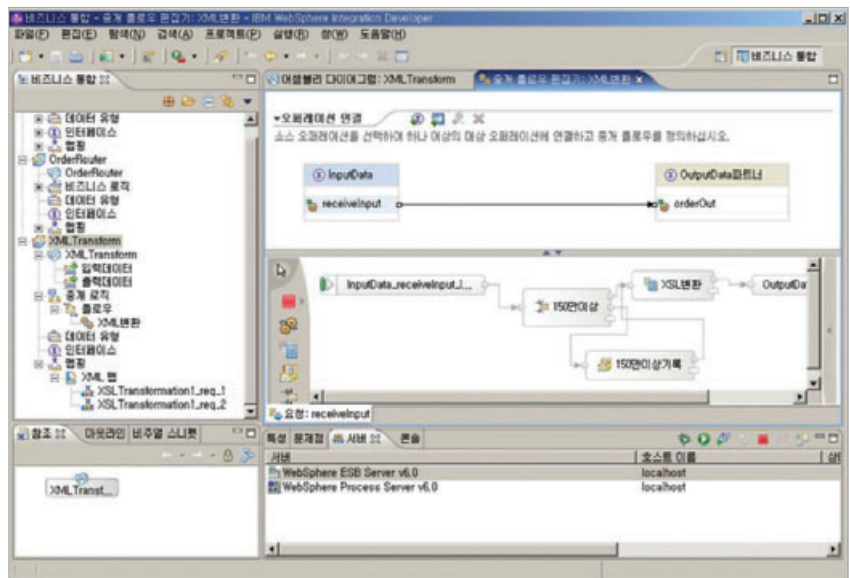 비즈니스 통합 - 중개 플로우 편집기: XML변환 - IBM WebSphere Integration Developer
파일(F) 편집(E) 탐색(N) 검색(A) 프로젝트(P) 실행(R) 창(W) 도움말(H)
비즈니스 통합
비즈니스 통합
어셈블리 다이어그램: XMLTransform
중개 플로우 편집기: XML변환
데이터 유형
인터페이스
맵핑
OrderRouter
OrderRouter
비즈니스 로직
데이터 유형
인터페이스
맵핑
XMLTransform
XMLTransform
입력데이터
출력데이터
중개 로직
플로우
XML변환
데이터 유형
인터페이스
맵핑
XML 맵
XSLTransformation1_req_1
XSLTransformation1_req_2
오퍼레이션 연결
소스 오퍼레이션을 선택하여 하나 이상의 대상 오퍼레이션에 연결하고 중개 플로우를 정의하십시오.
InputData
receiveInput
OutputData파트너
orderOut
InputData_receiveInput_i...
150만이상
XSL변환
OutputDa
150만이상기록
요청: receiveInput
참조 아웃라인 비주얼 스니펫
XMLTranst...
특성 문제점 서버 콘솔
서버 호스트 이름 상
WebSphere ESB Server v6.0 localhost
WebSphere Process Server v6.0 localhost